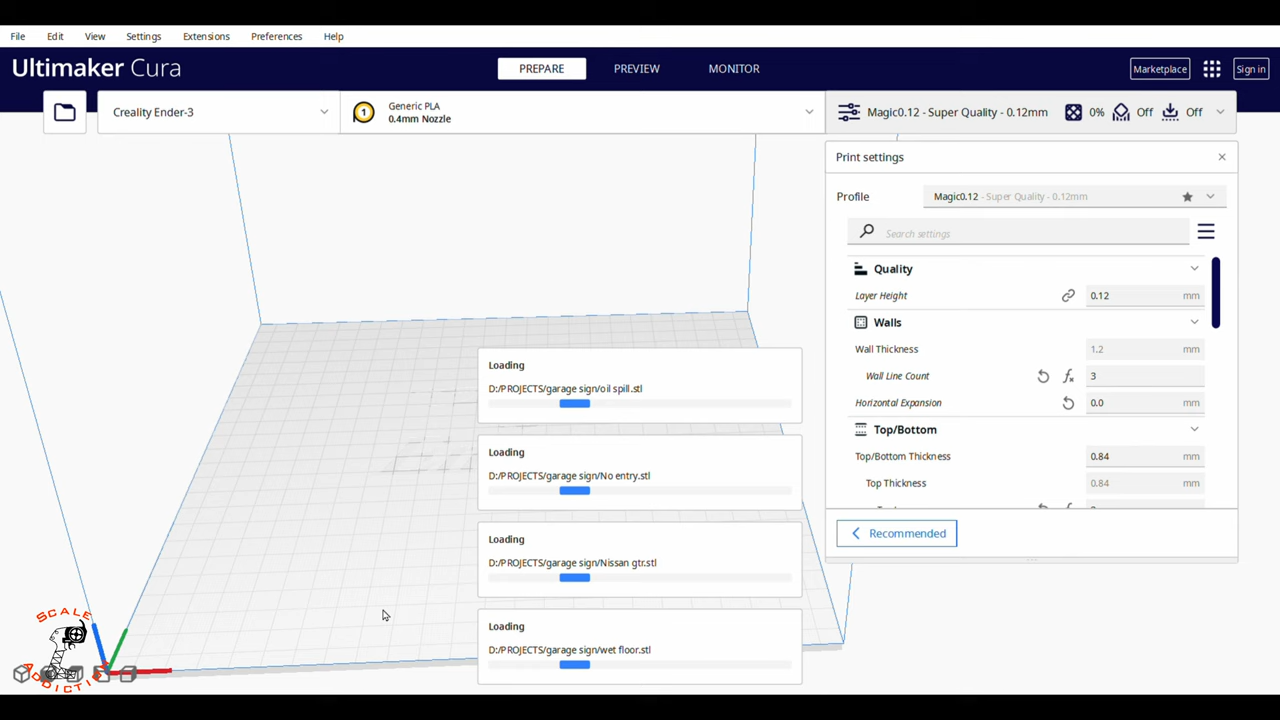 File Edit View Settings Extensions Preferences Help
Ultimaker Cura
PREPARE PREVIEW MONITOR
Marketplace Sign in
Creality Ender-3
1 Generic PLA
0.4mm Nozzle
Magic0.12 - Super Quality - 0.12mm 0% Off Off
Print settings
Profile Magic0.12 - Super Quality - 0.12mm
Search settings
Quality
Layer Height 0.12 mm
Walls
Wall Thickness 1.2 mm
Wall Line Count fx 3
Horizontal Expansion 0.0 mm
Top/Bottom
Top/Bottom Thickness 0.84 mm
Top Thickness 0.84 mm
Recommended
Loading
D:/PROJECTS/garage sign/oil spill.stl
Loading
D:/PROJECTS/garage sign/No entry.stl
Loading
D:/PROJECTS/garage sign/Nissan gtr.stl
Loading
D:/PROJECTS/garage sign/wet floor.stl
SCALE
ADDICTION